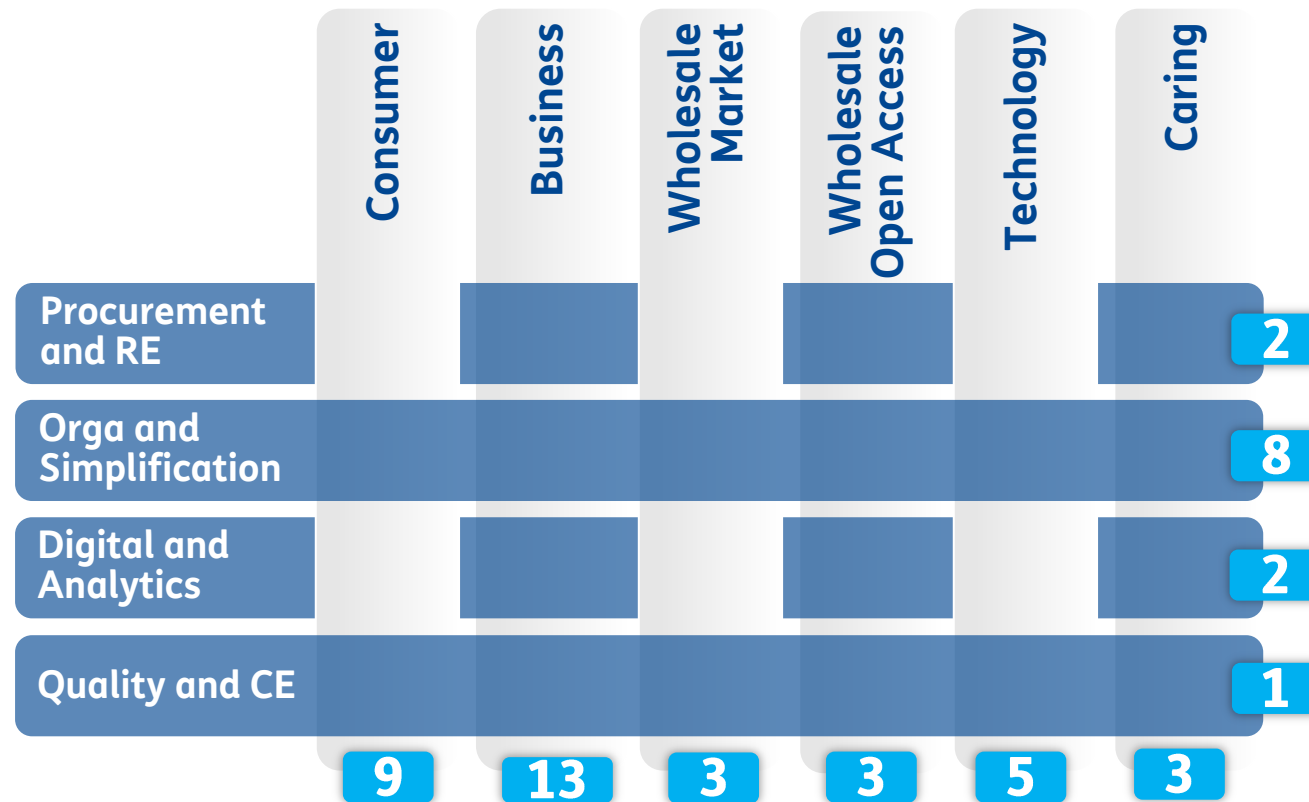 Consumer
Business
Wholesale
Market
Wholesale
Open Access
Technology
Caring
Procurement
and RE
2
Orga and
Simplification
8
Digital and
Analytics
2
Quality and CE
1
9
13
3
3
5
3